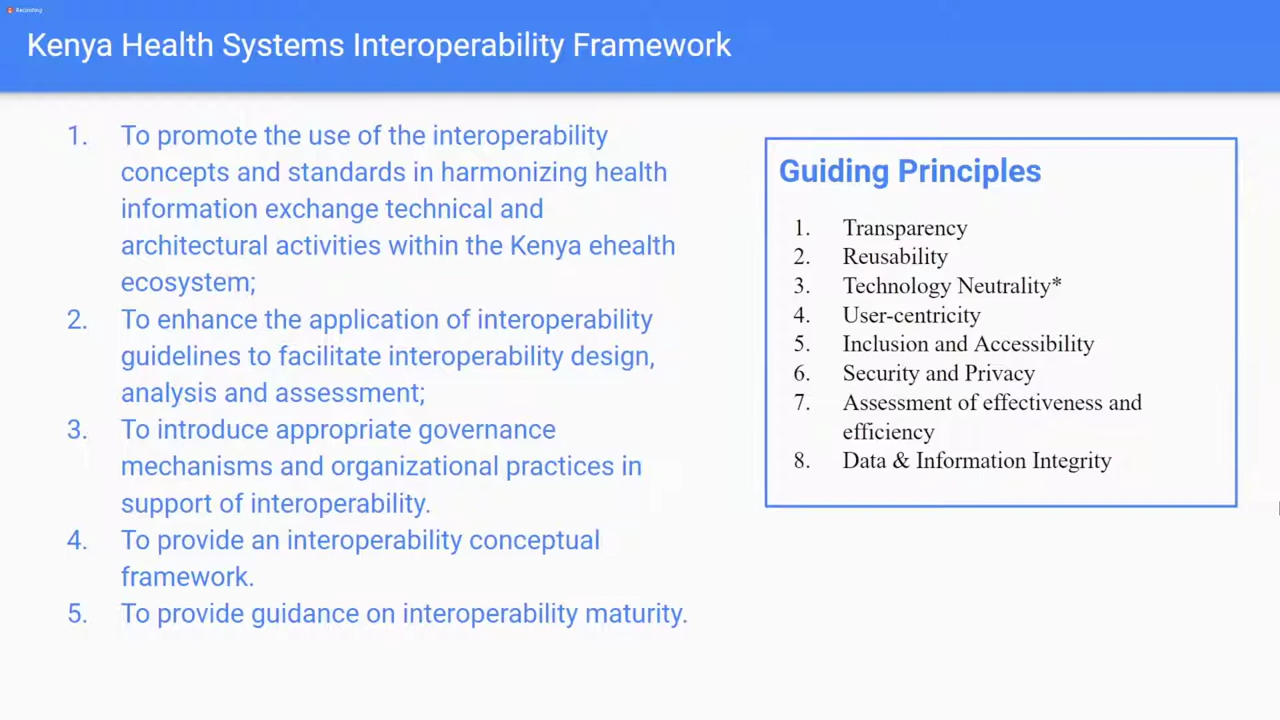 Recording
Kenya Health Systems Interoperability Framework
1. To promote the use of the interoperability
concepts and standards in harmonizing health
information exchange technical and
architectural activities within the Kenya ehealth
ecosystem;
2. To enhance the application of interoperability
guidelines to facilitate interoperability design,
analysis and assessment;
3. To introduce appropriate governance
mechanisms and organizational practices in
support of interoperability.
4. To provide an interoperability conceptual
framework.
5. To provide guidance on interoperability maturity.
Guiding Principles
1. Transparency
2. Reusability
3. Technology Neutrality*
4. User-centricity
5. Inclusion and Accessibility
6. Security and Privacy
7. Assessment of effectiveness and
efficiency
8. Data & Information Integrity